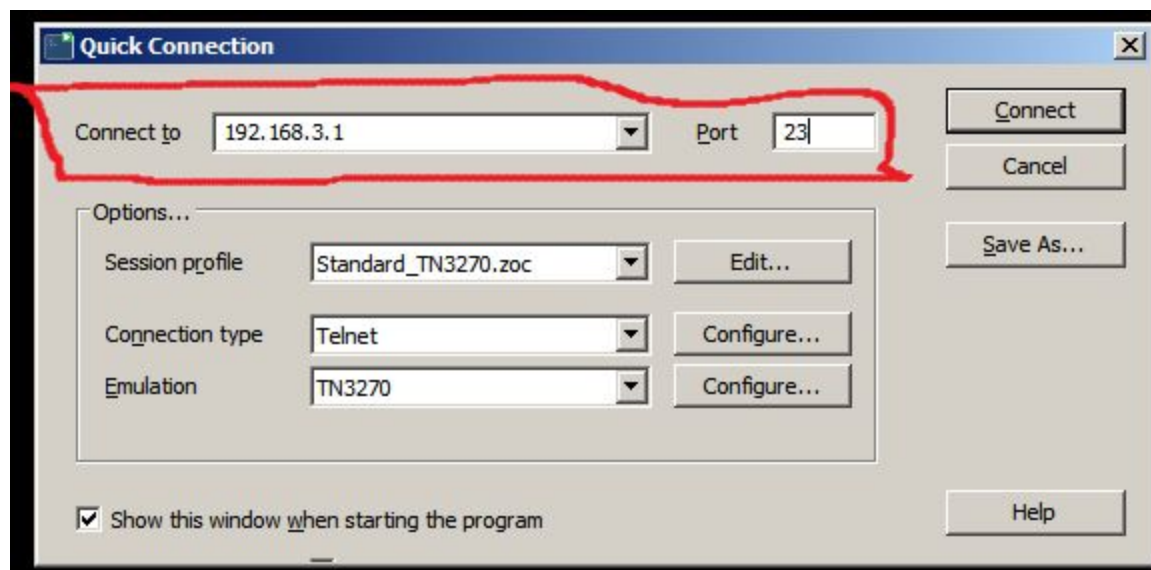 Quick Connection
Connect to 192.168.3.1 Port 23 Connect
Cancel
Options...
Session profile Standard_TN3270.zoc Edit... Save As...
Connection type Telnet Configure...
Emulation TN3270 Configure...
Show this window when starting the program Help